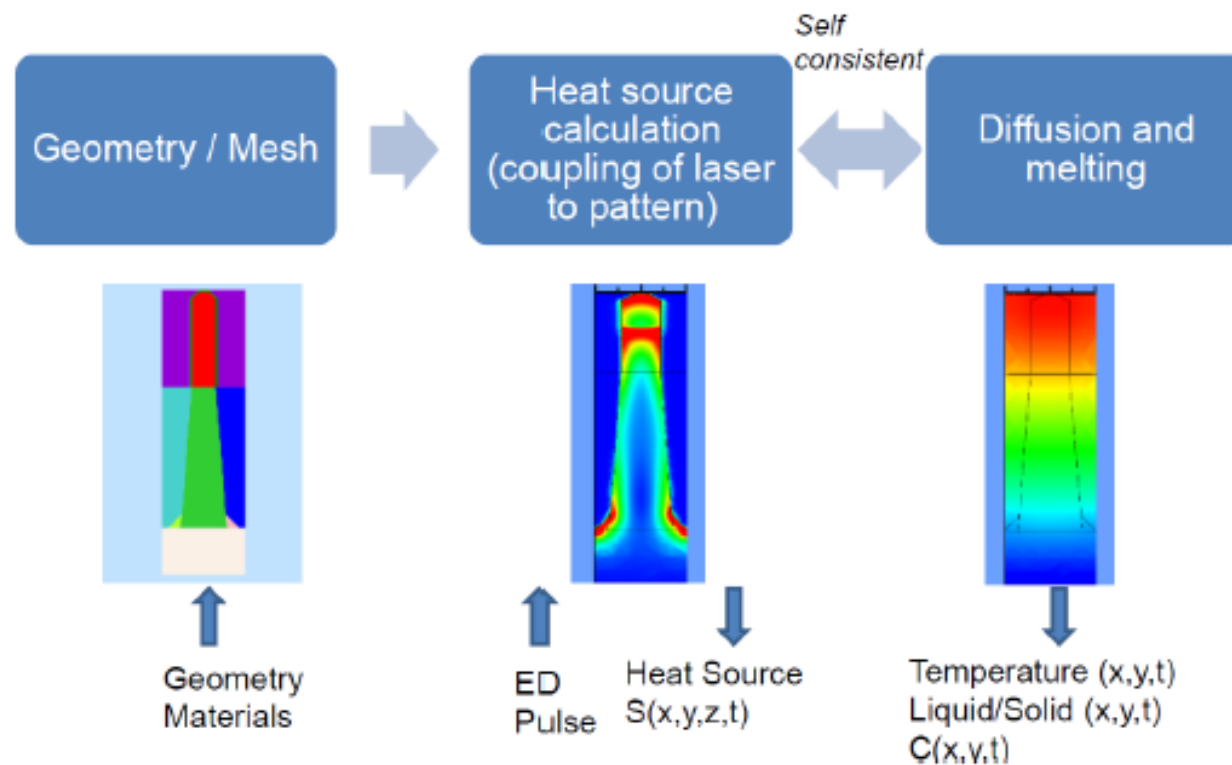 Self
consistent
Geometry / Mesh
Heat source
calculation
(coupling of laser
to pattern)
Diffusion and
melting
Geometry
Materials
ED
Pulse
Heat Source
S(x,y,z,t)
Temperature (x,y,t)
Liquid/Solid (x,y,t)
C(x,y,t)